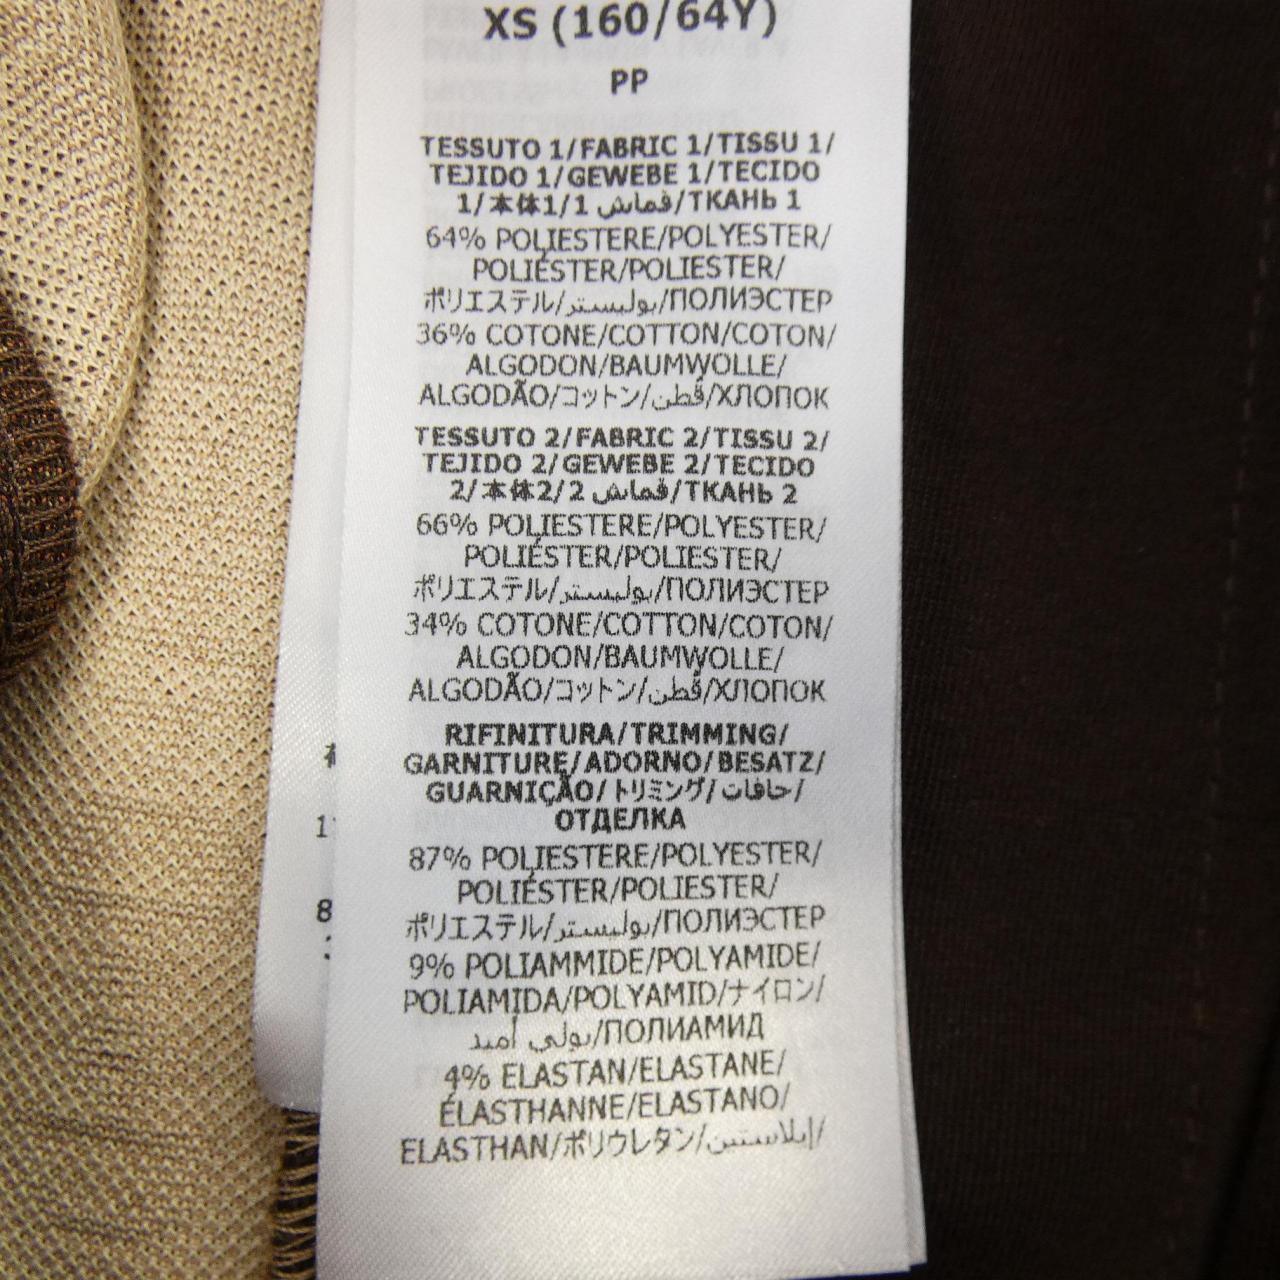 XS (160/64Y)
PP
TESSUTO 1/FABRIC 1/TISSU 1/
TEJIDO 1/GEWEBE 1/TECIDO
1/本体1/1 قماش/ТКАНЬ 1
64% POLIESTERE/POLYESTER/
POLIÉSTER/POLIESTER/
ポリエステル/بوليستر/ПОЛИЭСТЕР
36% COTONE/COTTON/COTON/
ALGODON/BAUMWOLLE/
ALGODÃO/コットン/قطن/ХЛОПОК
TESSUTO 2/FABRIC 2/TISSU 2/
TEJIDO 2/GEWEBE 2/TECIDO
2/本体2/2 قماش/ТКАНЬ 2
66% POLIESTERE/POLYESTER/
POLIÉSTER/POLIESTER/
ポリエステル/بوليستر/ПОЛИЭСТЕР
34% COTONE/COTTON/COTON/
ALGODON/BAUMWOLLE/
ALGODÃO/コットン/قطن/ХЛОПОК
RIFINITURA/TRIMMING/
GARNITURE/ADORNO/BESATZ/
GUARNIÇÃO/トリミング/حافات/
ОТДЕЛКА
87% POLIESTERE/POLYESTER/
POLIÉSTER/POLIESTER/
ポリエステル/بوليستر/ПОЛИЭСТЕР
9% POLIAMMIDE/POLYAMIDE/
POLIAMIDA/POLYAMID/ナイロン/
بولي أميد/ПОЛИАМИД
4% ELASTAN/ELASTANE/
ÉLASTHANNE/ELASTANO/
ELASTHAN/ポリウレタン/إيلاستين/